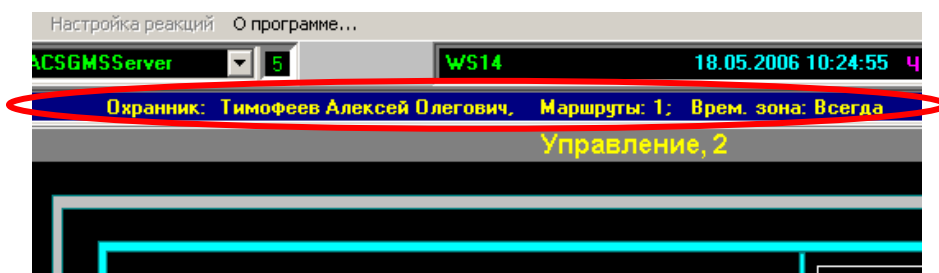 Настройка реакций О программе...
ACSGMSServer 5 WS14 18.05.2006 10:24:55
Охранник: Тимофеев Алексей Олегович, Маршруты: 1; Врем. зона: Всегда
Управление, 2